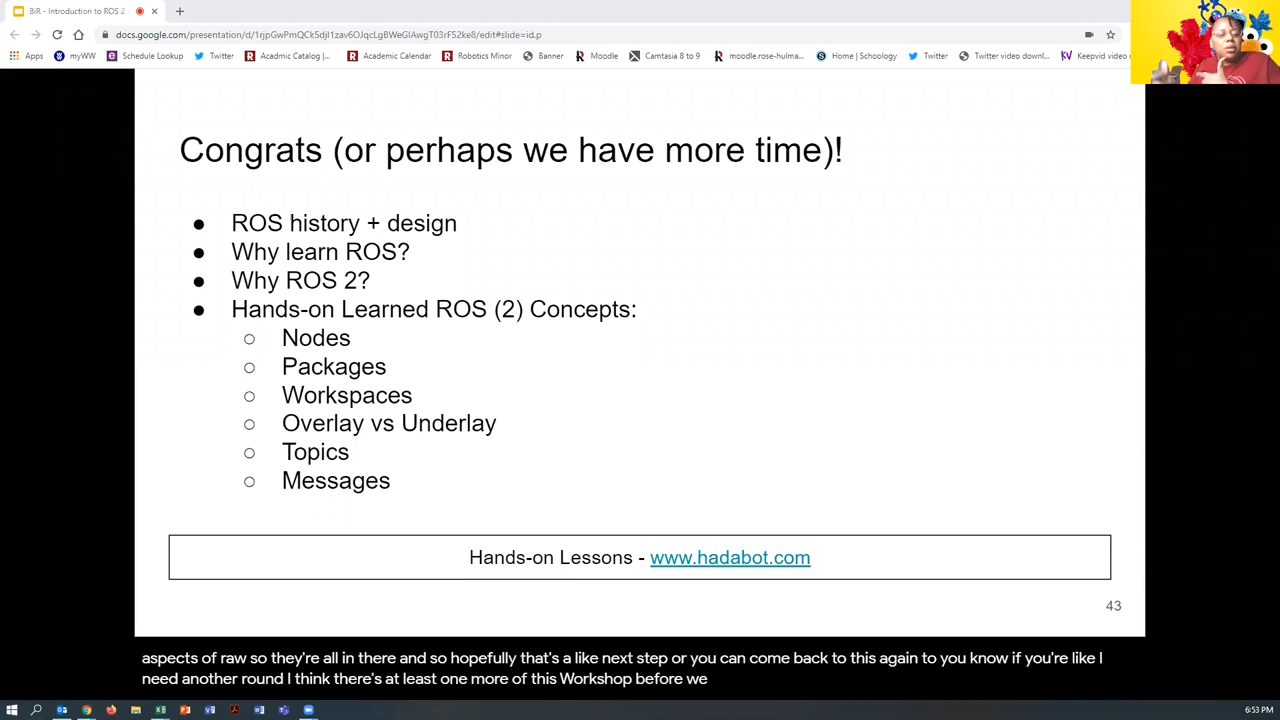 BiR - Introduction to ROS 2
docs.google.com/presentation/d/1rjpGwPmQCk5djI1zav6OJqcLgBWeGIAwgT03rF52ke8/edit#slide=id.p
Apps myWW Schedule Lookup Twitter Acadmic Catalog |... Academic Calendar Robotics Minor Banner Moodle Camtasia 8 to 9 moodle.rose-hulma... Home | Schoology Twitter Twitter video downl... Keepvid video
Congrats (or perhaps we have more time)!
● ROS history + design
● Why learn ROS?
● Why ROS 2?
● Hands-on Learned ROS (2) Concepts:
○ Nodes
○ Packages
○ Workspaces
○ Overlay vs Underlay
○ Topics
○ Messages
Hands-on Lessons - www.hadabot.com
43
aspects of raw so they're all in there and so hopefully that's a like next step or you can come back to this again to you know if you're like I
need another round I think there's at least one more of this Workshop before we
6:53 PM